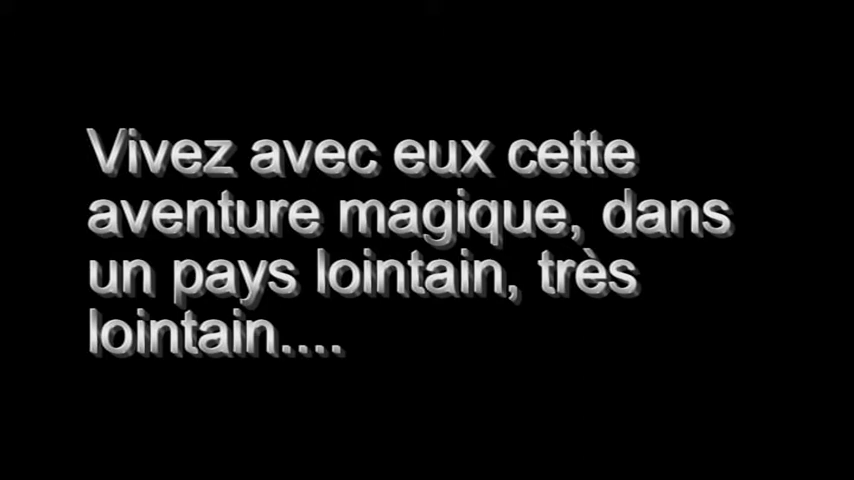 Vivez avec eux cette
aventure magique, dans
un pays lointain, très
lointain....